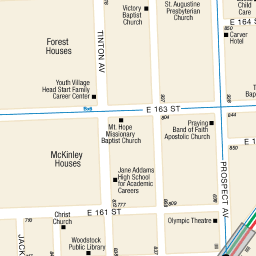 Victory
Baptist
Church
St. Augustine
Presbyterian
Church
Child
Care
E 164 ST
Carver
Hotel
Forest
Houses
TINTON AV
Youth Village
Head Start Family
Career Center
Bx6
E 163 ST
Mt. Hope
Missionary
Baptist Church
Praying
Band of Faith
Apostolic Church
McKinley
Houses
Jane Addams
High School
for Academic
Careers
PROSPECT AV
E 161 ST
Christ
Church
Olympic Theatre
Woodstock
Public Library
JACK